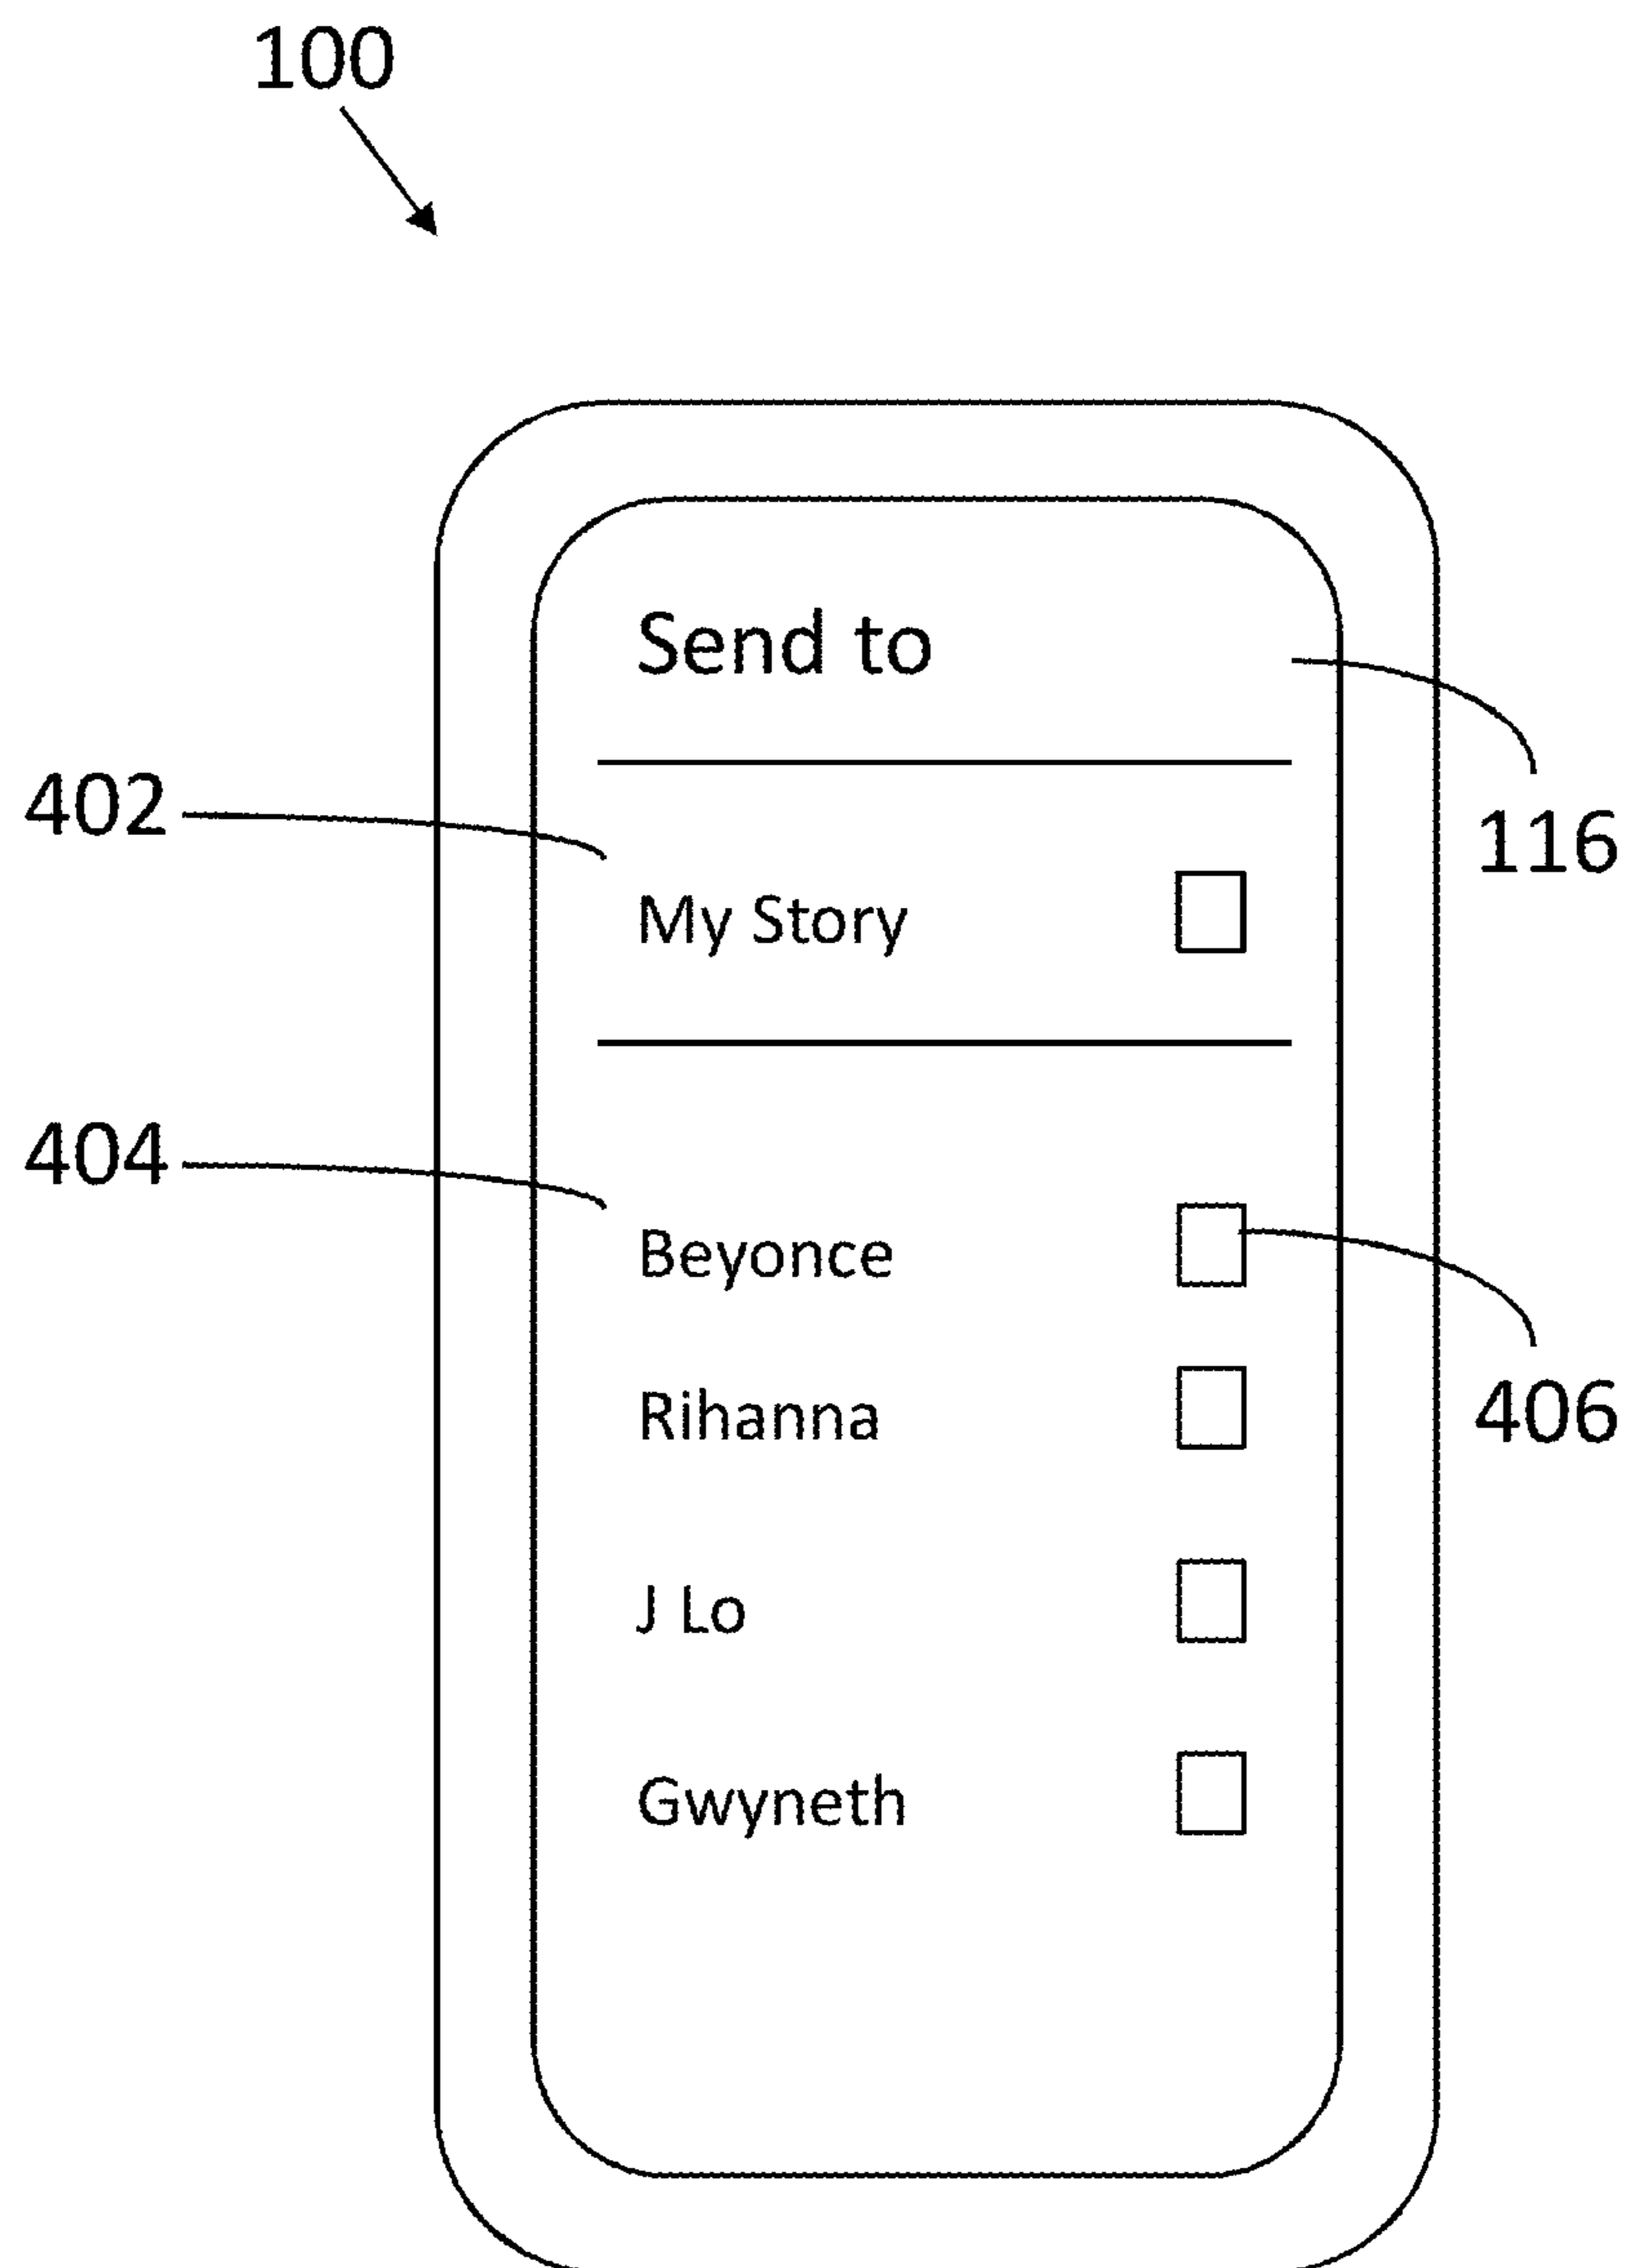 100
Send to
116
402
My Story
404
Beyonce
406
Rihanna
J Lo
Gwyneth